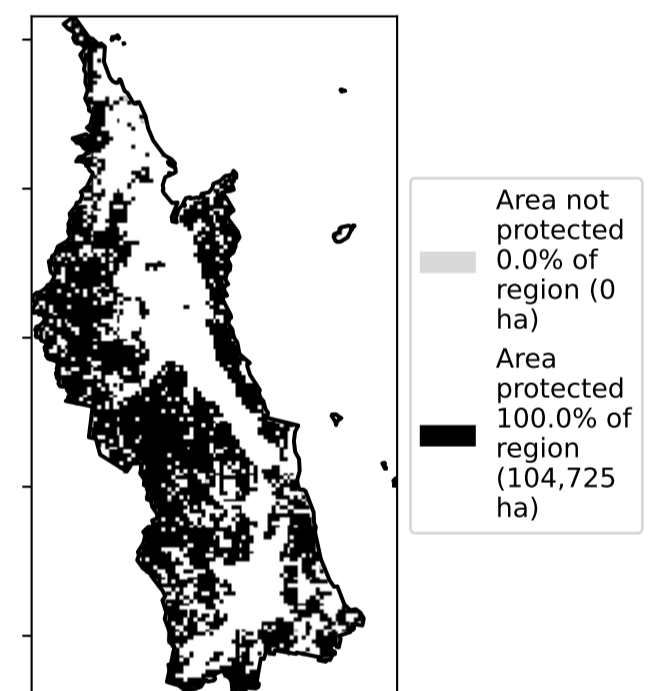 Area not
protected
0.0% of
region (0
ha)
Area
protected
100.0% of
region
(104,725
ha)